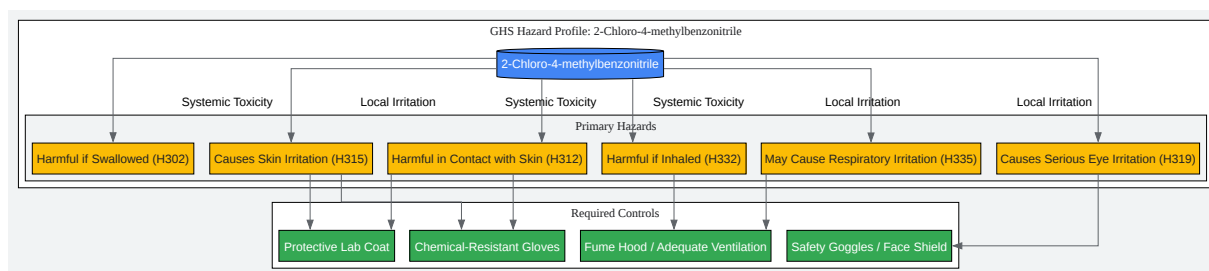 GHS Hazard Profile: 2-Chloro-4-methylbenzonitrile
2-Chloro-4-methylbenzonitrile
Systemic Toxicity
Local Irritation
Systemic Toxicity
Systemic Toxicity
Local Irritation
Local Irritation
Primary Hazards
Harmful if Swallowed (H302)
Causes Skin Irritation (H315)
Harmful in Contact with Skin (H312)
Harmful if Inhaled (H332)
May Cause Respiratory Irritation (H335)
Causes Serious Eye Irritation (H319)
Required Controls
Protective Lab Coat
Chemical-Resistant Gloves
Fume Hood / Adequate Ventilation
Safety Goggles / Face Shield